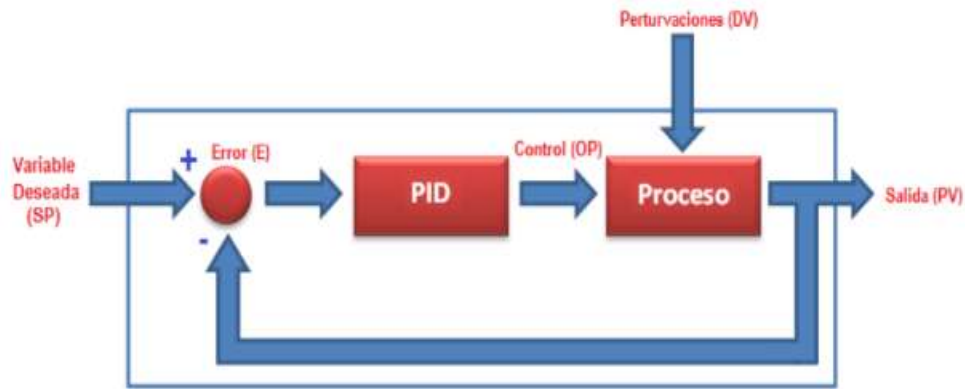 Perturvaciones (DV)
Variable
Deseada
(SP)
+
Error (E)
-
PID
Control (OP)
Proceso
Salida (PV)